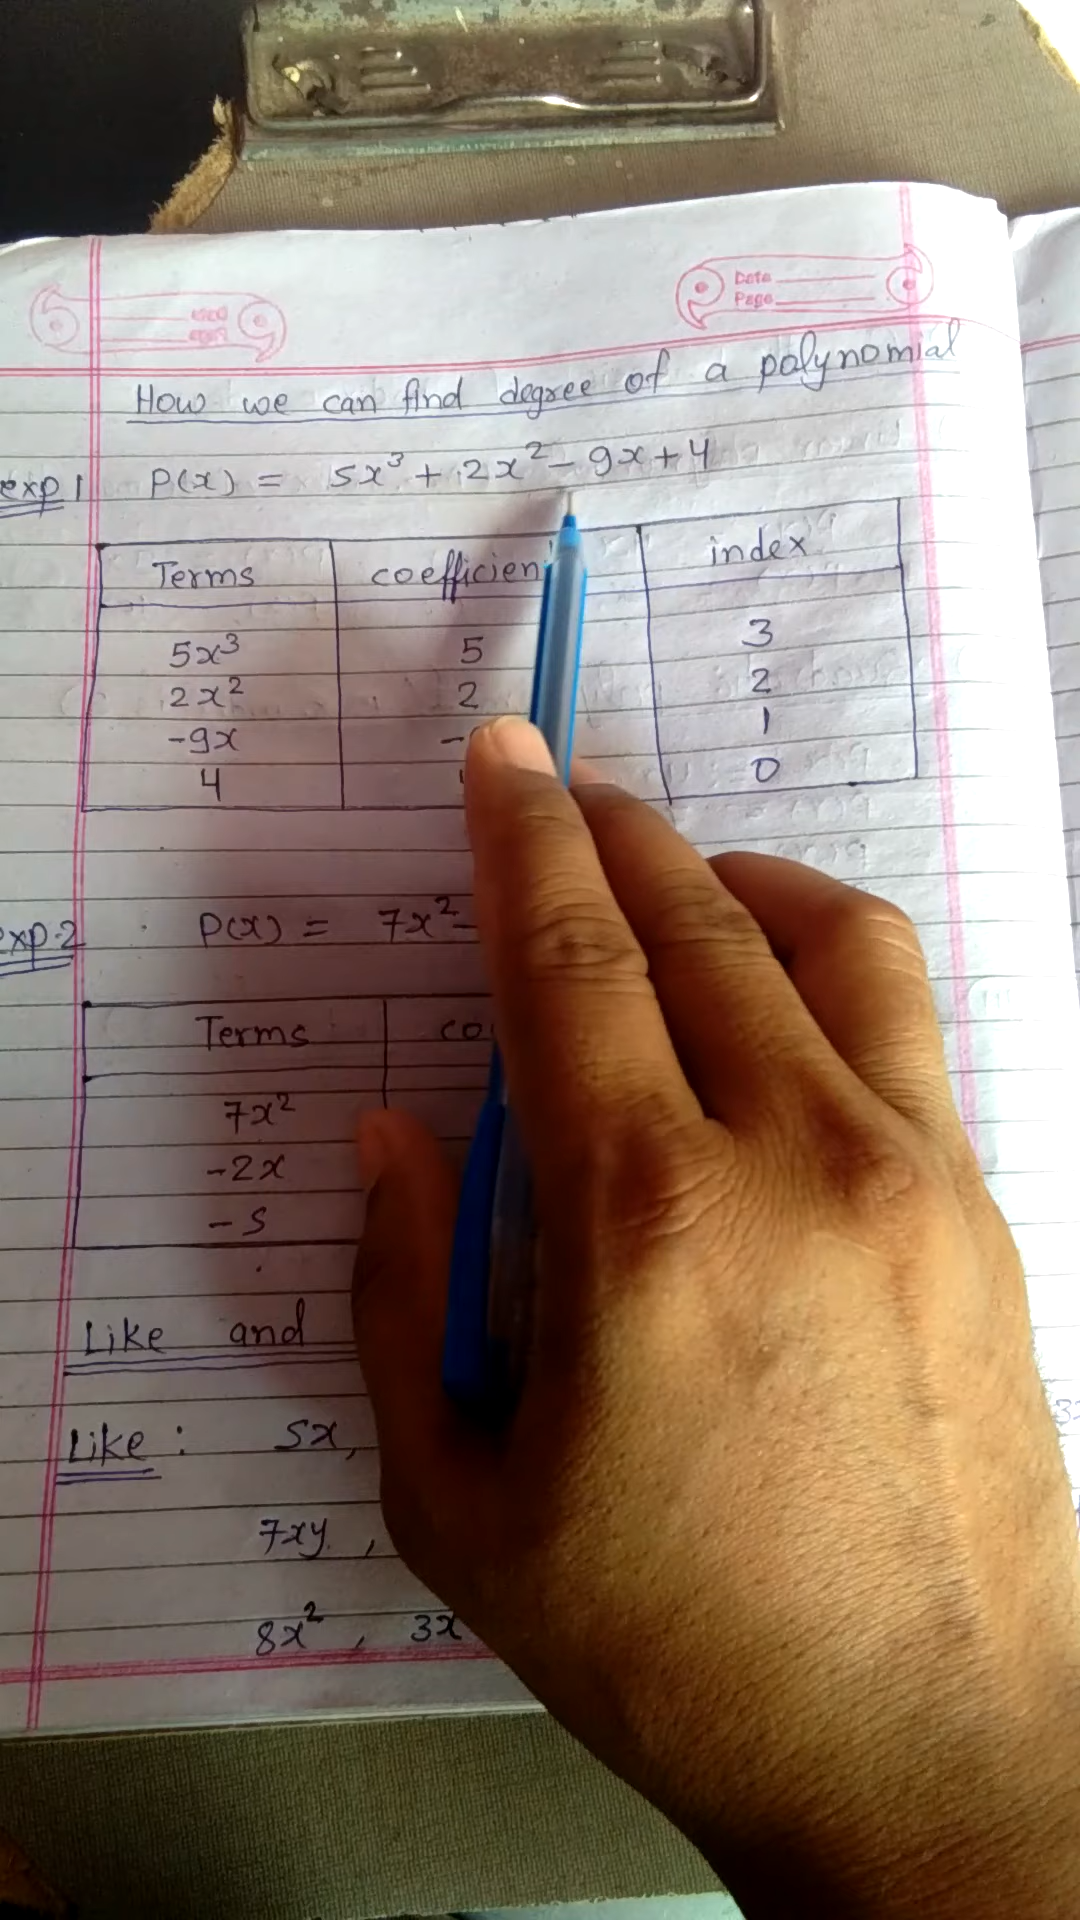 Date
Page
How we can find degree of a polynomial
exp 1 P(x) = 5x³ + 2x² - 9x + 4
Terms coefficien index
5x³ 5 3
2x² 2 2
-9x 1
4 0
exp.2 P(x) = 7x² -
Terms co
7x²
-2x
-5
Like and
Like : 5x,
7xy ,
8x² , 3x